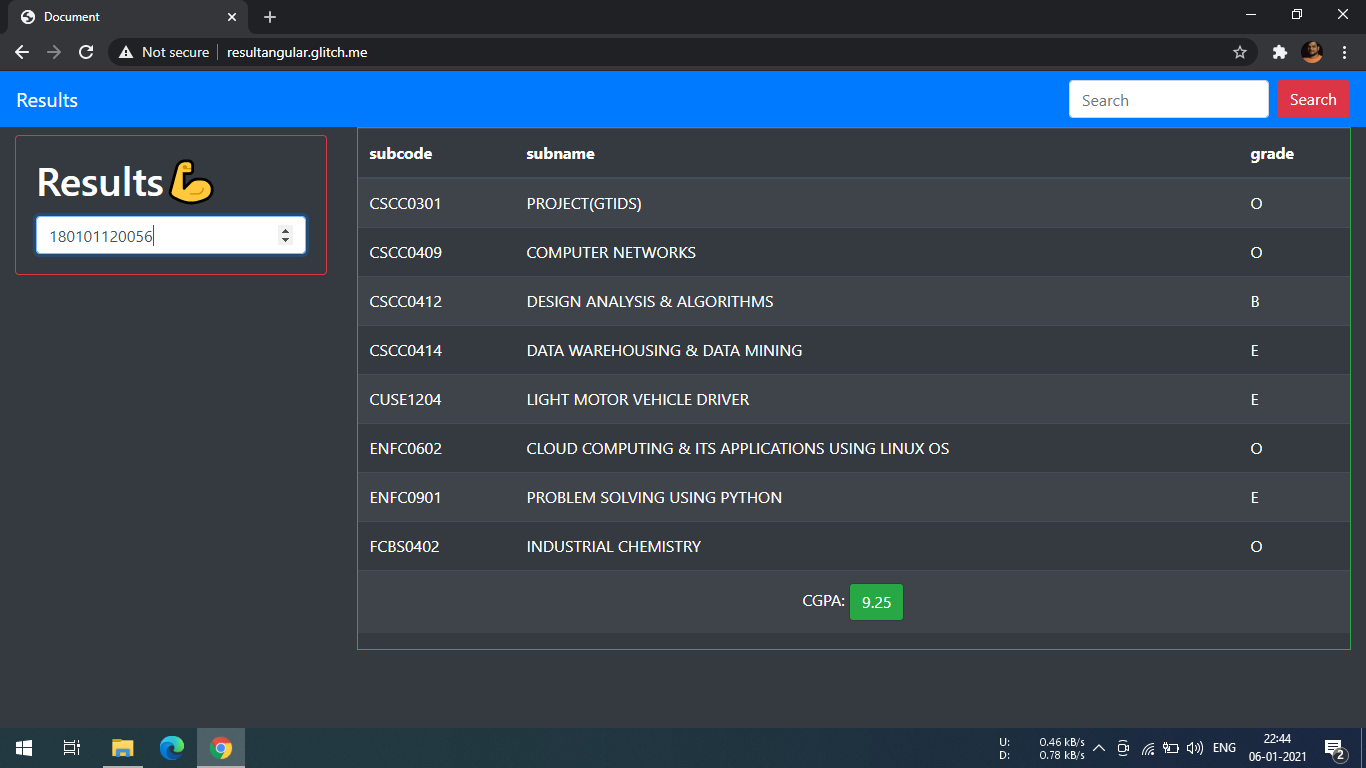 Document
Not secure
resultangular.glitch.me
Results
Search
Search
Results💪
180101120056
subcode subname grade
CSCC0301 PROJECT(GTIDS) O
CSCC0409 COMPUTER NETWORKS O
CSCC0412 DESIGN ANALYSIS & ALGORITHMS B
CSCC0414 DATA WAREHOUSING & DATA MINING E
CUSE1204 LIGHT MOTOR VEHICLE DRIVER E
ENFC0602 CLOUD COMPUTING & ITS APPLICATIONS USING LINUX OS O
ENFC0901 PROBLEM SOLVING USING PYTHON E
FCBS0402 INDUSTRIAL CHEMISTRY O
CGPA: 9.25
U: 0.46 kB/s
D: 0.78 kB/s
ENG
22:44
06-01-2021
2